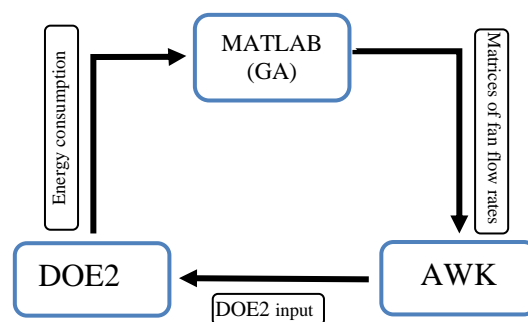 MATLAB
(GA)
Energy consumption
Matrices of fan flow rates
DOE2
AWK
DOE2 input